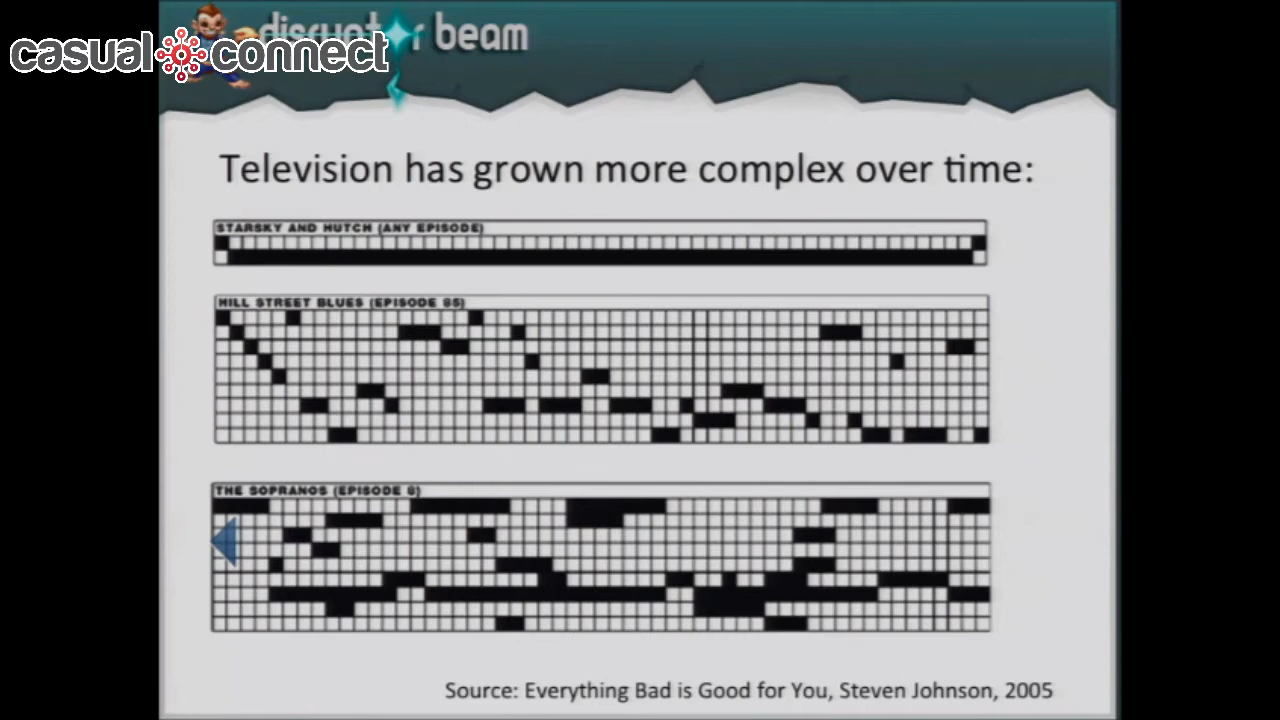 disruptor beam
casual connect
Television has grown more complex over time:
STARSKY AND HUTCH (ANY EPISODE)
HILL STREET BLUES (EPISODE 85)
THE SOPRANOS (EPISODE 8)
Source: Everything Bad is Good for You, Steven Johnson, 2005